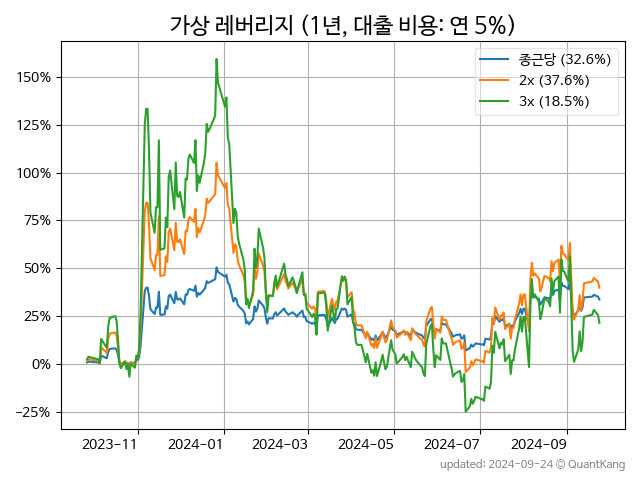 가상 레버리지 (1년, 대출 비용: 연 5%)
종근당 (32.6%)
2x (37.6%)
3x (18.5%)
150%
125%
100%
75%
50%
25%
0%
−25%
2023-11
2024-01
2024-03
2024-05
2024-07
2024-09
updated: 2024-09-24 © QuantKang